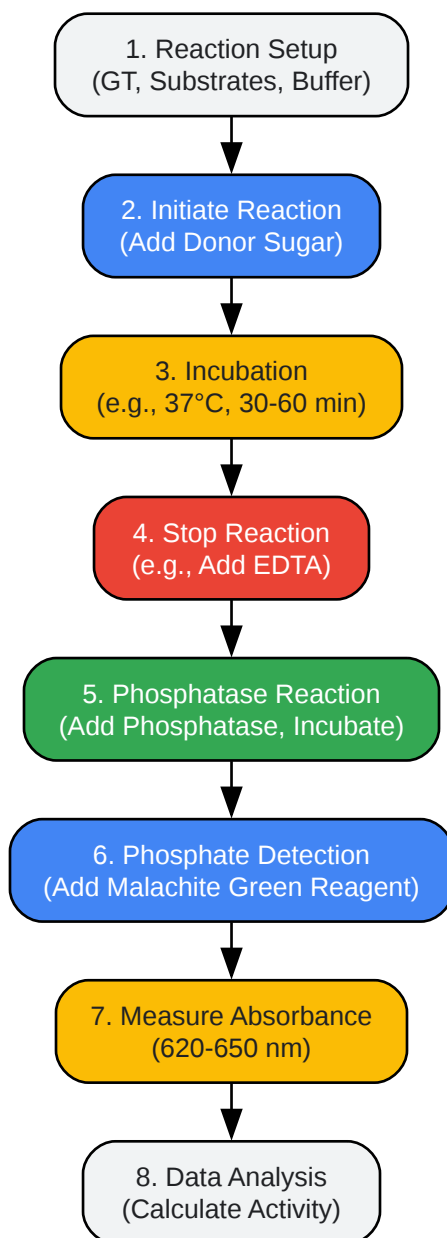 1. Reaction Setup
(GT, Substrates, Buffer)
2. Initiate Reaction
(Add Donor Sugar)
3. Incubation
(e.g., 37°C, 30-60 min)
4. Stop Reaction
(e.g., Add EDTA)
5. Phosphatase Reaction
(Add Phosphatase, Incubate)
6. Phosphate Detection
(Add Malachite Green Reagent)
7. Measure Absorbance
(620-650 nm)
8. Data Analysis
(Calculate Activity)